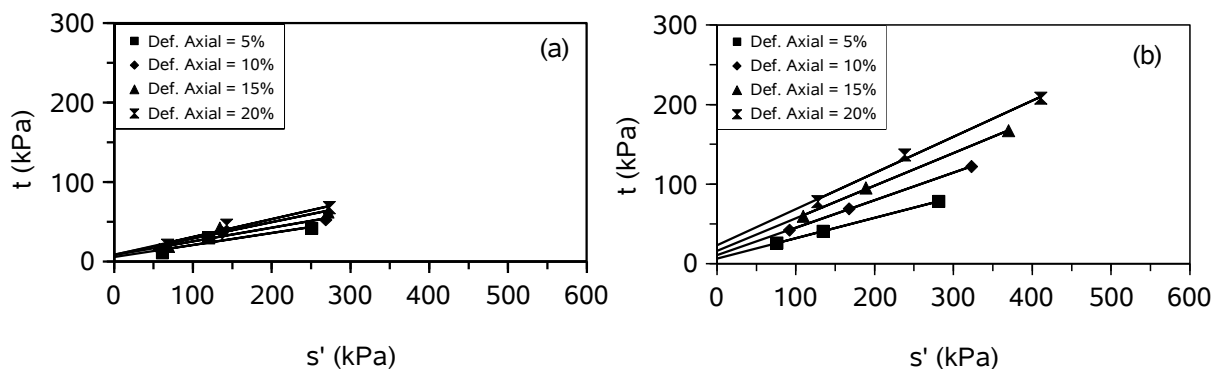 300
200
100
0
t (kPa)
Def. Axial = 5%
Def. Axial = 10%
Def. Axial = 15%
Def. Axial = 20%
(a)
0 100 200 300 400 500 600
s' (kPa)
300
200
100
0
t (kPa)
Def. Axial = 5%
Def. Axial = 10%
Def. Axial = 15%
Def. Axial = 20%
(b)
0 100 200 300 400 500 600
s' (kPa)